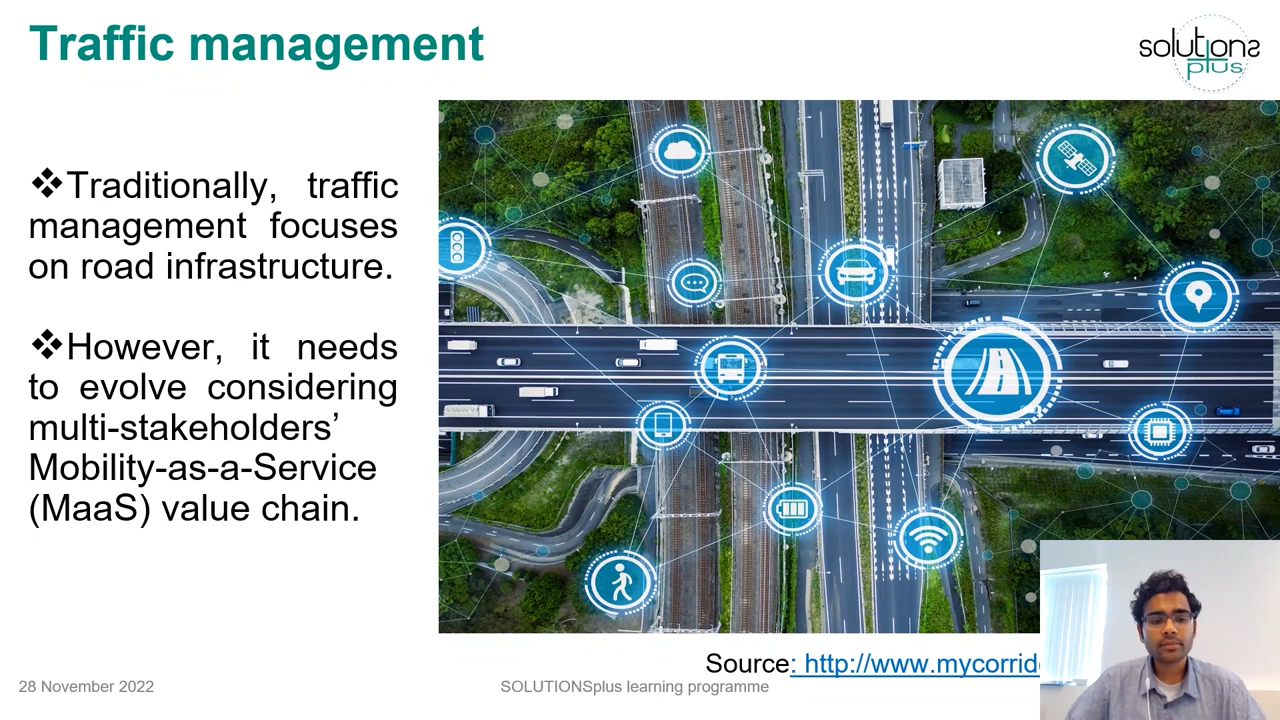 Traffic management
solutions
plus
❖Traditionally, traffic
management focuses
on road infrastructure.
❖However, it needs
to evolve considering
multi-stakeholders’
Mobility-as-a-Service
(MaaS) value chain.
Source: http://www.mycorrid
28 November 2022
SOLUTIONSplus learning programme